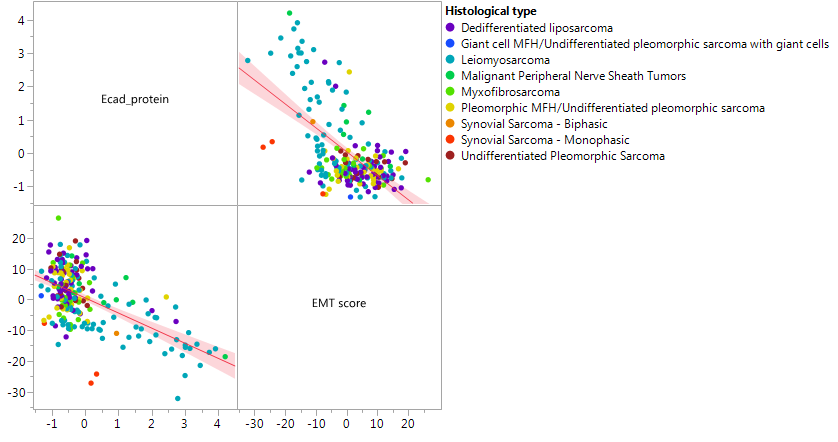 Histological type
Dedifferentiated liposarcoma
Giant cell MFH/Undifferentiated pleomorphic sarcoma with giant cells
Leiomyosarcoma
Malignant Peripheral Nerve Sheath Tumors
Myxofibrosarcoma
Pleomorphic MFH/Undifferentiated pleomorphic sarcoma
Synovial Sarcoma - Biphasic
Synovial Sarcoma - Monophasic
Undifferentiated Pleomorphic Sarcoma
4
3
2
1
0
-1
Ecad_protein
20
10
0
-10
-20
-30
EMT score
-1 0 1 2 3 4
-30 -20 -10 0 10 20